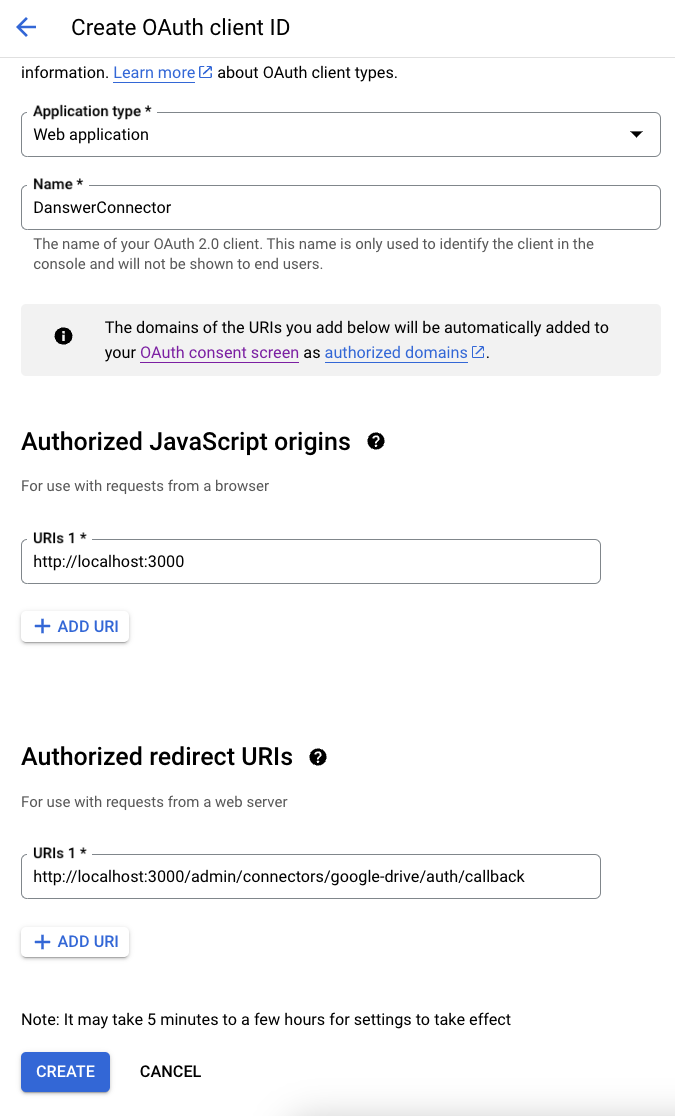 Create OAuth client ID
information. Learn more about OAuth client types.
Application type *
Web application
Name *
DanswerConnector
The name of your OAuth 2.0 client. This name is only used to identify the client in the
console and will not be shown to end users.
The domains of the URIs you add below will be automatically added to
your OAuth consent screen as authorized domains.
Authorized JavaScript origins
For use with requests from a browser
URIs 1 *
http://localhost:3000
ADD URI
Authorized redirect URIs
For use with requests from a web server
URIs 1 *
http://localhost:3000/admin/connectors/google-drive/auth/callback
ADD URI
Note: It may take 5 minutes to a few hours for settings to take effect
CREATE CANCEL